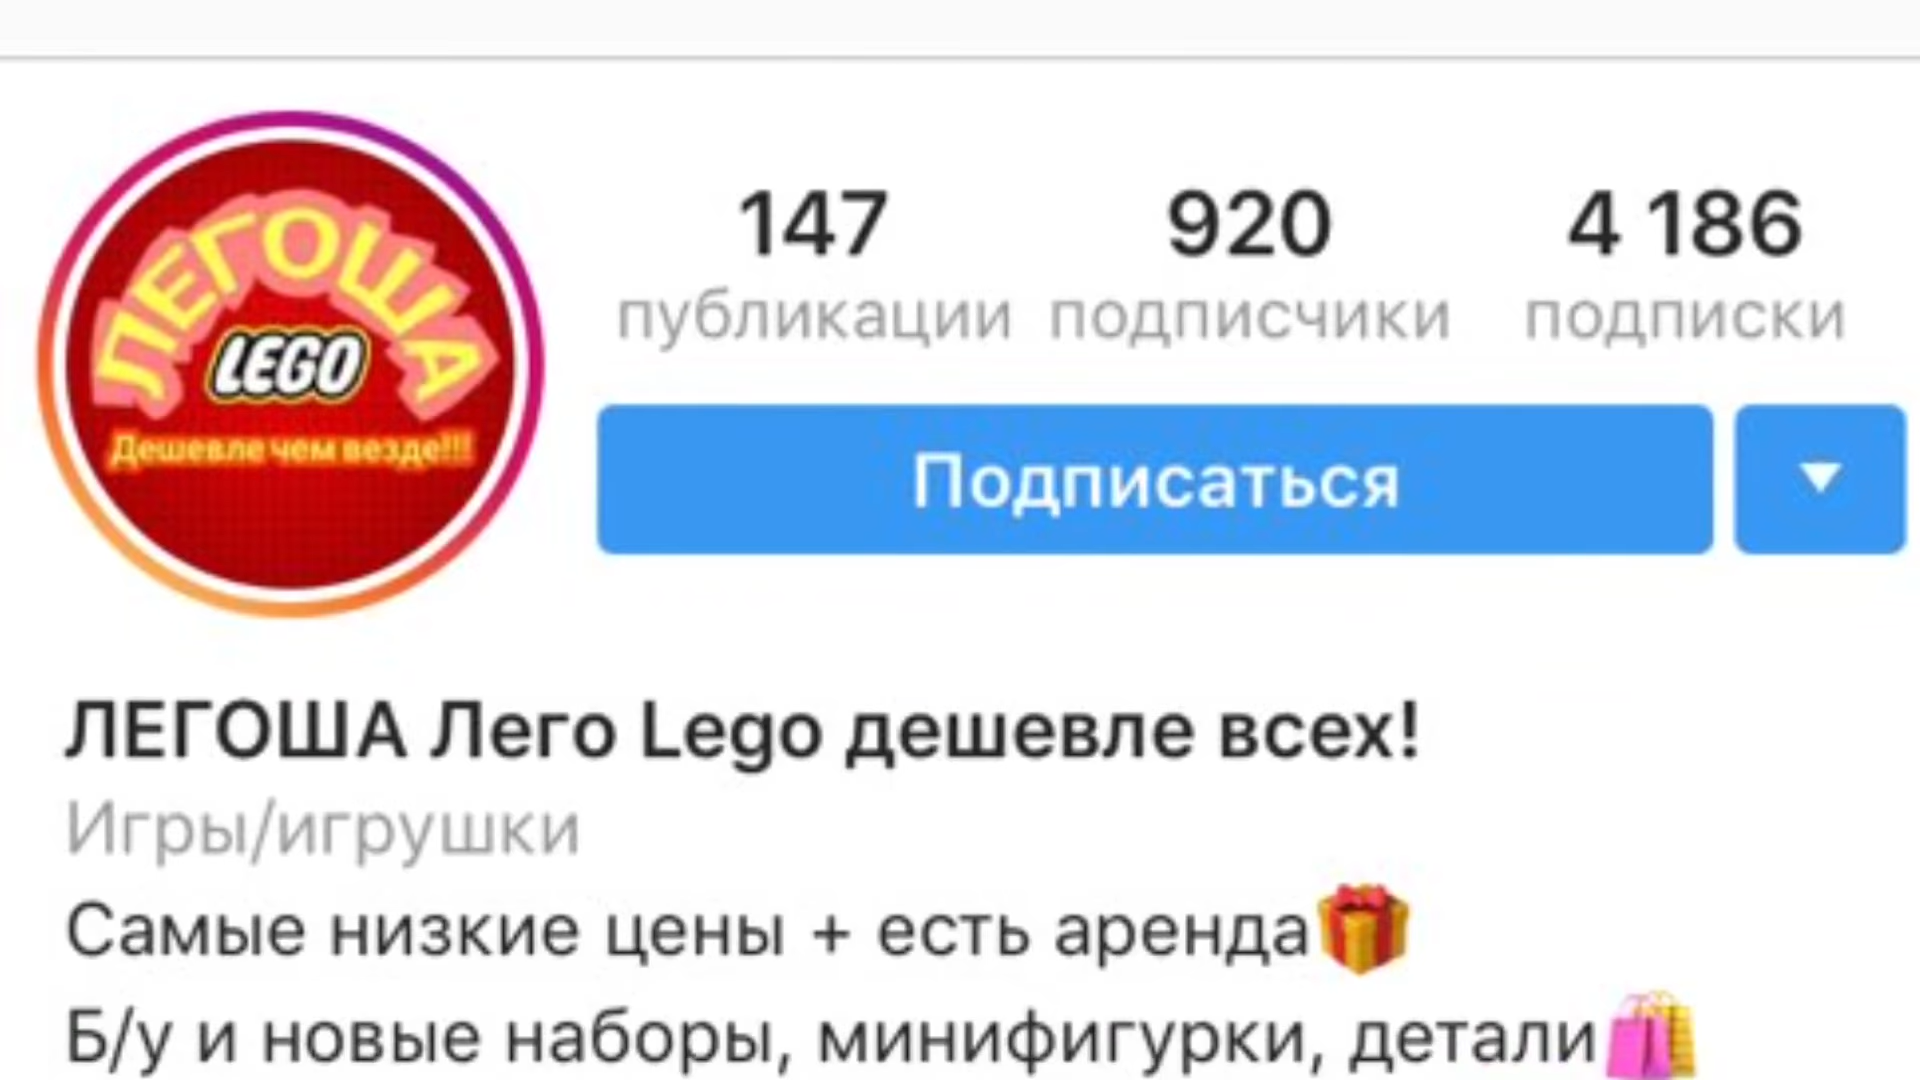 ЛЕГОША
LEGO
Дешевле чем везде!!!
147 920 4 186
публикации подписчики подписки
Подписаться
ЛЕГОША Лего Lego дешевле всех!
Игры/игрушки
Самые низкие цены + есть аренда🎁
Б/у и новые наборы, минифигурки, детали🛍